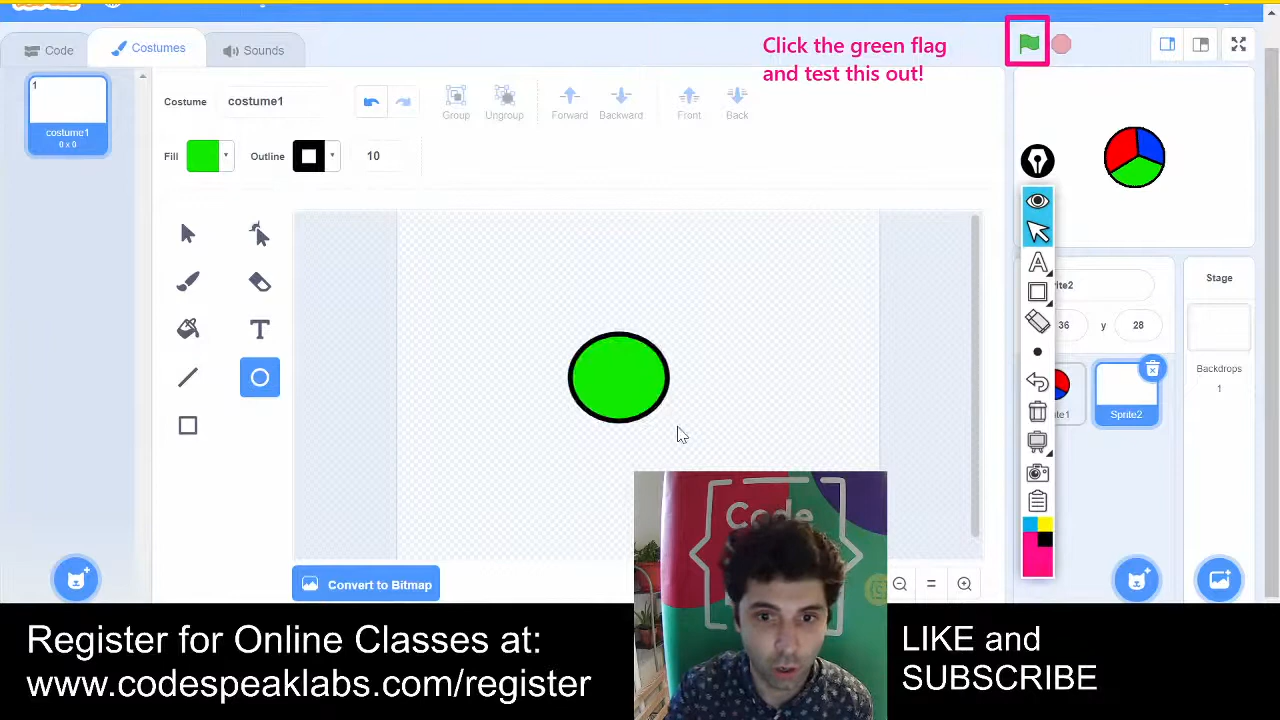 Code
Costumes
Sounds
Click the green flag
and test this out!
1
costume1
0 x 0
Costume
costume1
Group
Ungroup
Forward
Backward
Front
Back
Fill
Outline
10
Stage
36
y
28
Backdrops
1
Sprite2
Convert to Bitmap
Code
Register for Online Classes at:
www.codespeaklabs.com/register
LIKE and
SUBSCRIBE